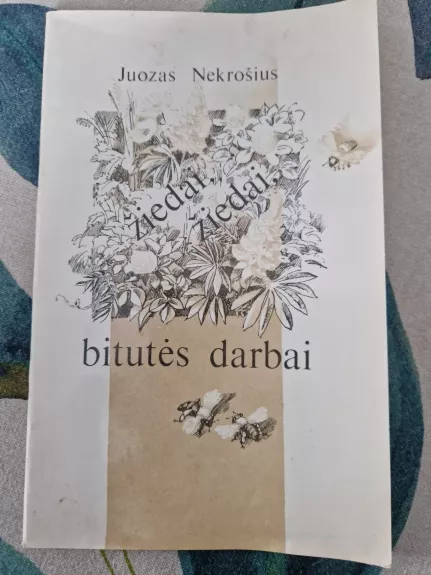 Juozas Nekrošius
žiedai,
žiedai,
bitutės darbai